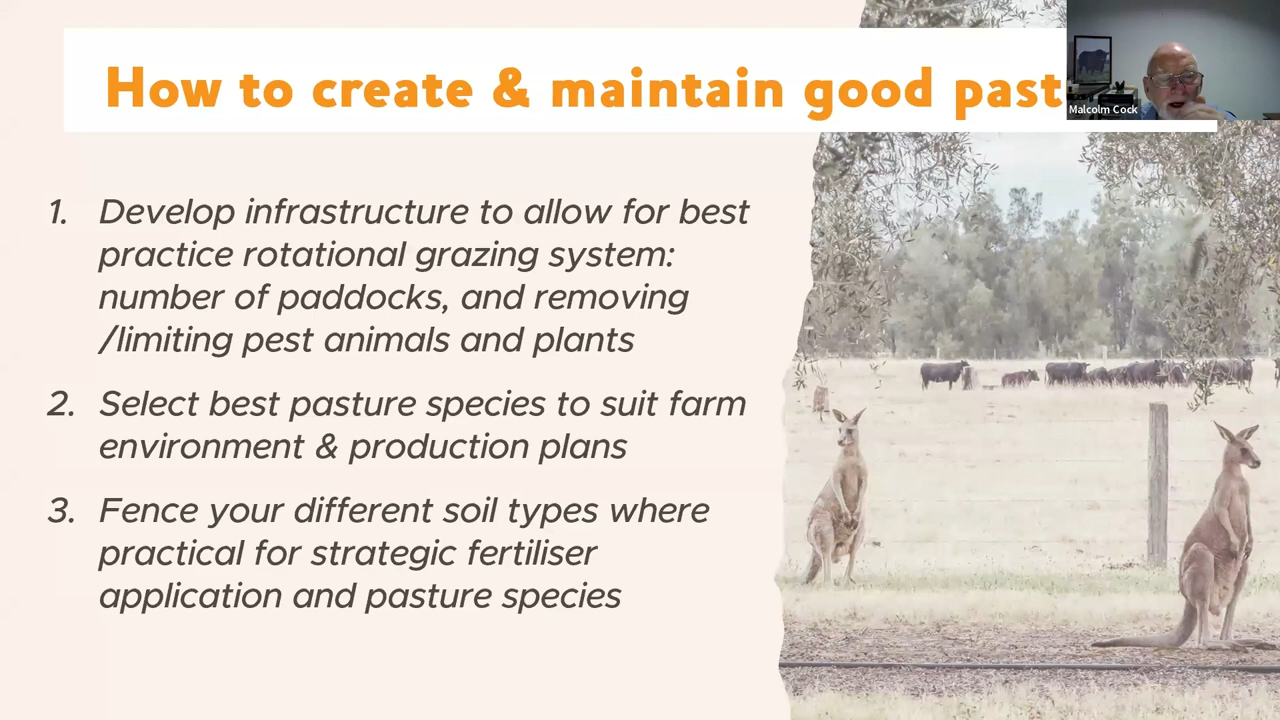 How to create & maintain good past
Malcolm Cock
1. Develop infrastructure to allow for best
practice rotational grazing system:
number of paddocks, and removing
/limiting pest animals and plants
2. Select best pasture species to suit farm
environment & production plans
3. Fence your different soil types where
practical for strategic fertiliser
application and pasture species